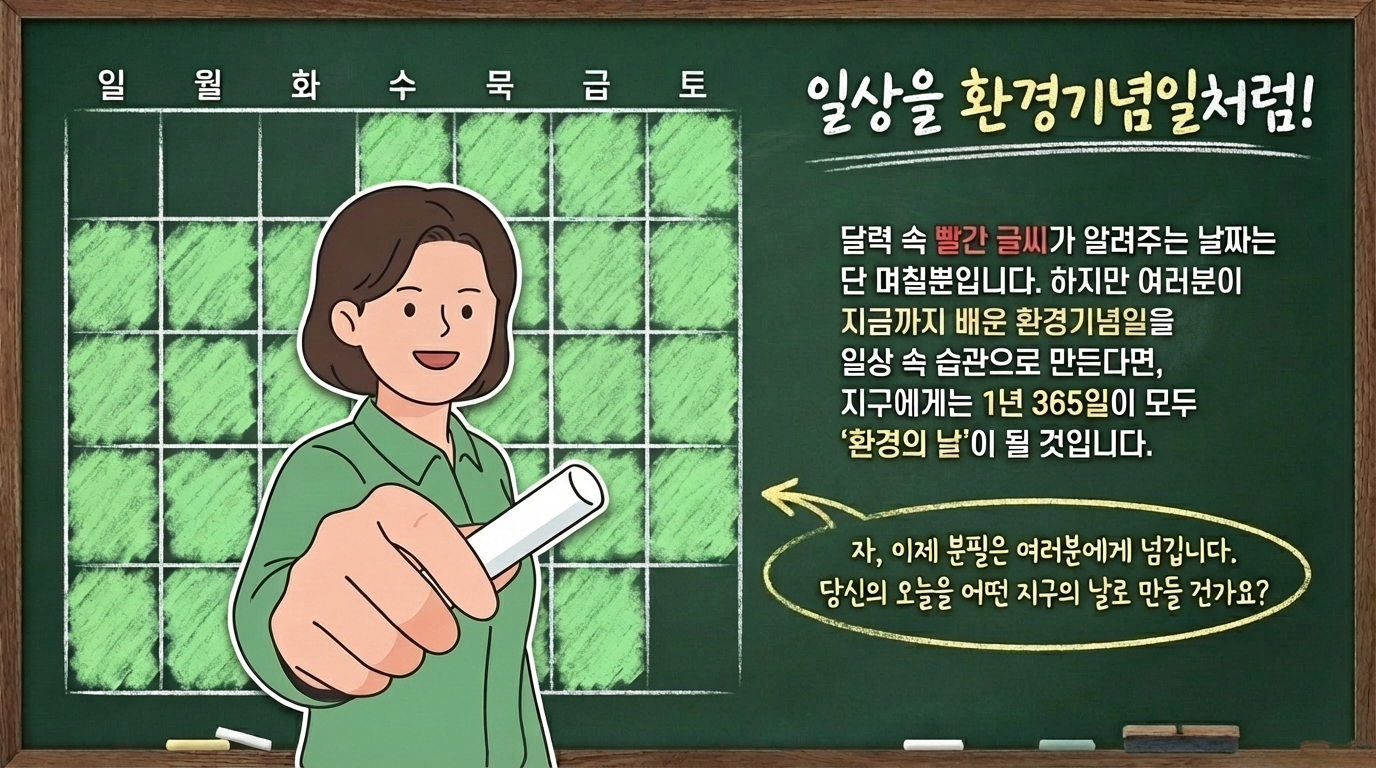 일 월 화 수 묵 급 토
일상을 환경기념일처럼!
달력 속 빨간 글씨가 알려주는 날짜는
단 며칠뿐입니다. 하지만 여러분이
지금까지 배운 환경기념일을
일상 속 습관으로 만든다면,
지구에게는 1년 365일이 모두
‘환경의 날’이 될 것입니다.
자, 이제 분필은 여러분에게 넘깁니다.
당신의 오늘을 어떤 지구의 날로 만들 건가요?